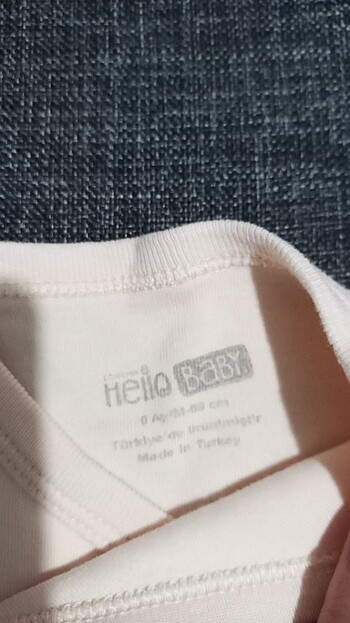 Hello BABY
Türkiye'de Üretilmiştir
Made in Turkey